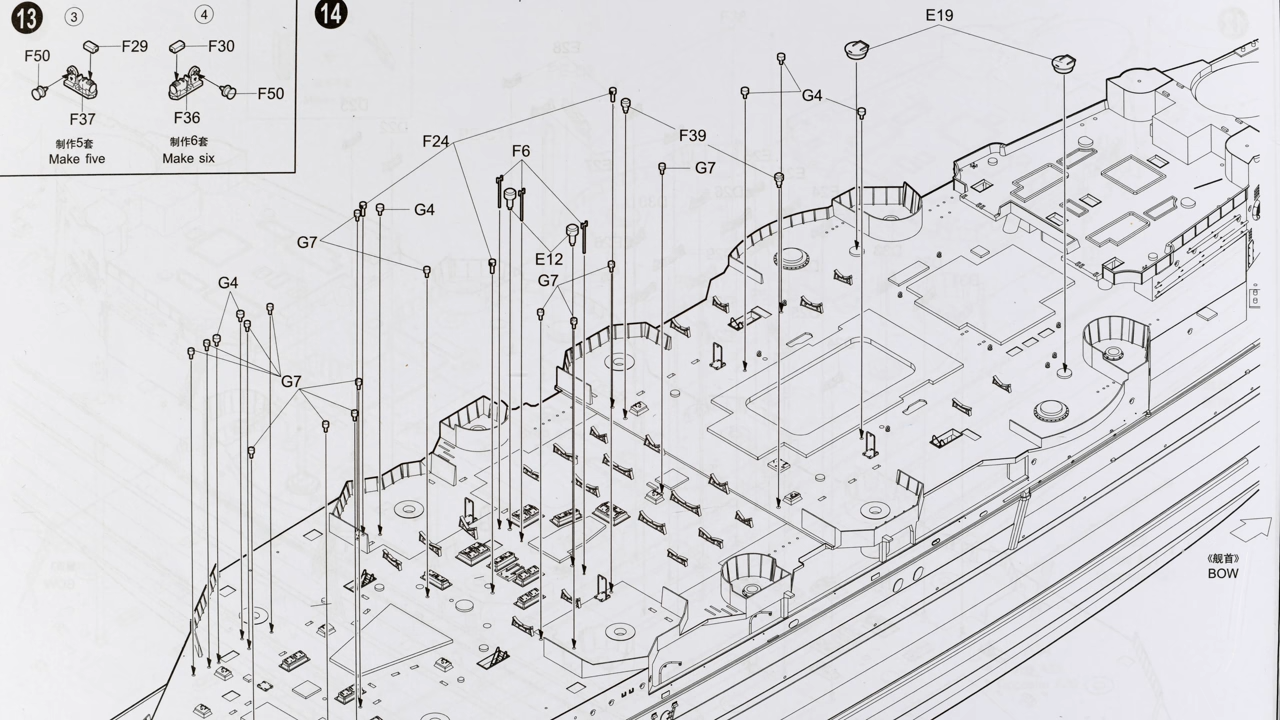 13 ③ ④
F50 F29 F30
F50
F37 F36
制作5套 制作6套
Make five Make six
14
E19
G4
F39
F24
F6
G7
G4
G7
E12
G7
G4
G7
《舰首》
BOW